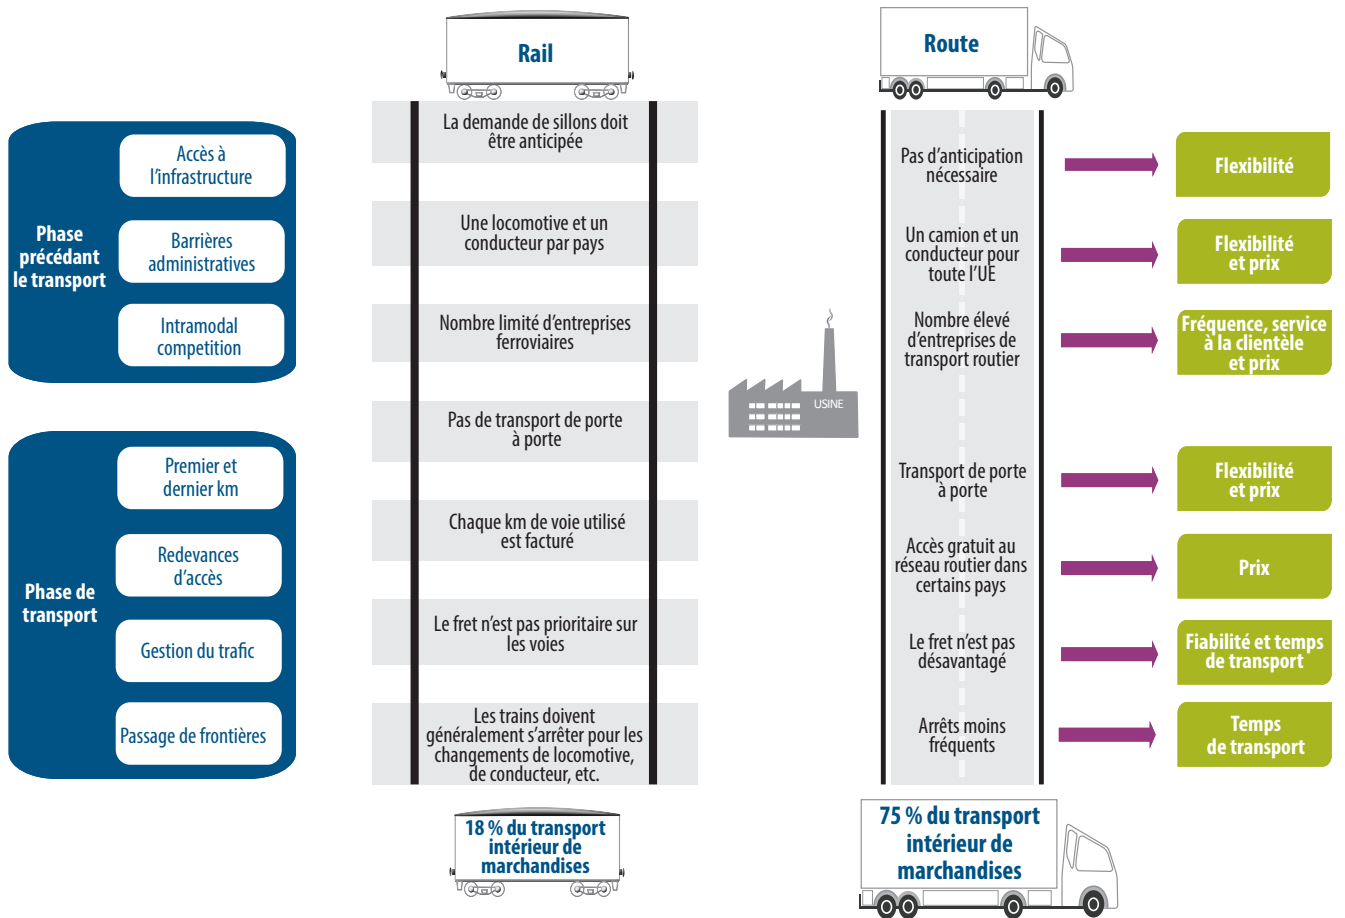 Rail
Route
Phase
précédant
le transport
Accès à
l'infrastructure
La demande de sillons doit
être anticipée
Pas d'anticipation
nécessaire
Flexibilité
Barrières
administratives
Une locomotive et un
conducteur par pays
Un camion et un
conducteur pour
toute l'UE
Flexibilité
et prix
Intramodal
competition
Nombre limité d'entreprises
ferroviaires
Nombre élevé
d'entreprises de
transport routier
Fréquence, service
à la clientèle
et prix
USINE
Phase de
transport
Premier et
dernier km
Pas de transport de porte
à porte
Transport de porte
à porte
Flexibilité
et prix
Redevances
d'accès
Chaque km de voie utilisé
est facturé
Accès gratuit au
réseau routier dans
certains pays
Prix
Gestion du trafic
Le fret n'est pas prioritaire sur
les voies
Le fret n'est pas
désavantagé
Fiabilité et temps
de transport
Passage de frontières
Les trains doivent
généralement s'arrêter pour les
changements de locomotive,
de conducteur, etc.
Arrêts moins
fréquents
Temps
de transport
18 % du transport
intérieur de
marchandises
75 % du transport
intérieur de
marchandises